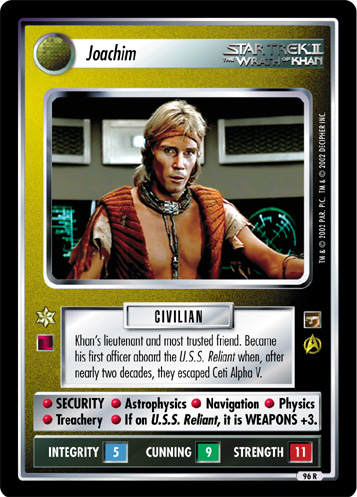 Joachim
STAR TREK II
THE WRATH OF KHAN
TM & © 2002 PAR. PIC. TM & © 2002 DECIPHER INC.
CIVILIAN
Khan's lieutenant and most trusted friend. Became
his first officer aboard the U.S.S. Reliant when, after
nearly two decades, they escaped Ceti Alpha V.
• SECURITY • Astrophysics • Navigation • Physics
• Treachery • If on U.S.S. Reliant, it is WEAPONS +3.
INTEGRITY 5 CUNNING 9 STRENGTH 11
96 R